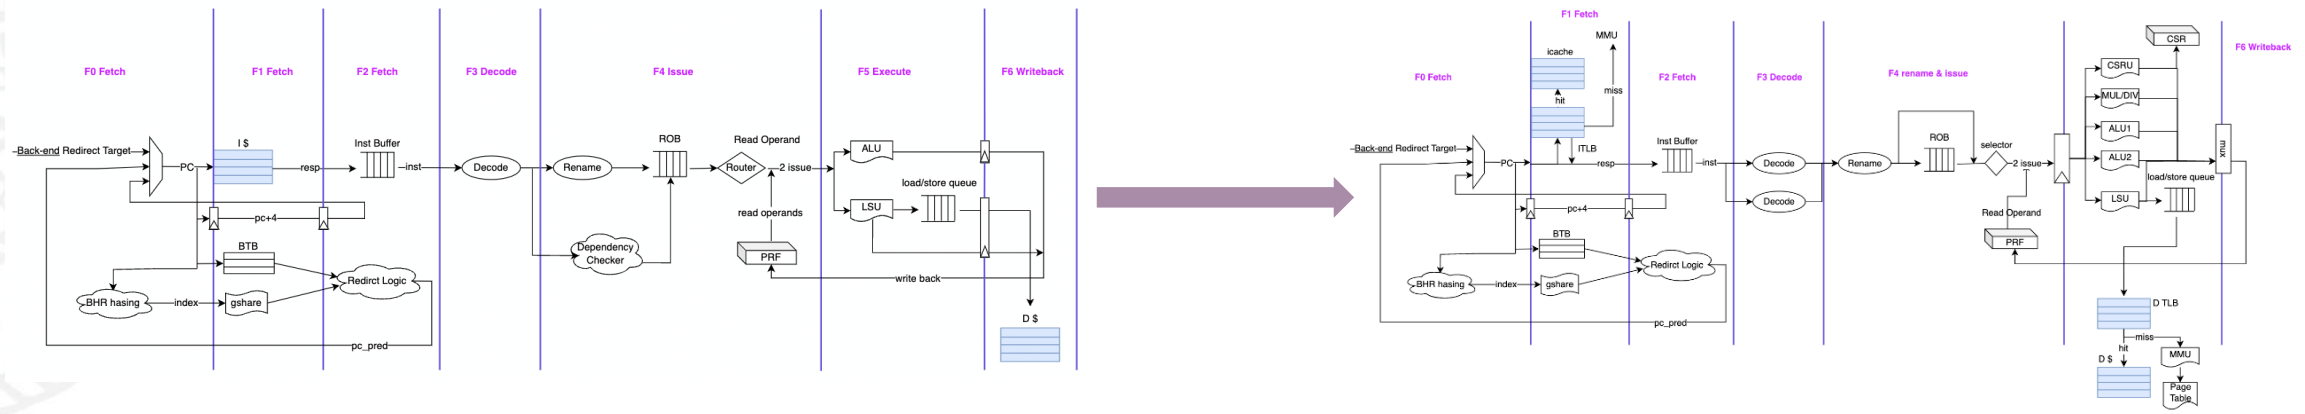 F0 Fetch
F1 Fetch
F2 Fetch
F3 Decode
F4 Issue
F5 Execute
F6 Writeback
Back-end Redirect Target
PC
I $
resp
Inst Buffer
inst
Decode
Rename
ROB
Router
Read Operand
2 issue
read operands
PRF
ALU
LSU
load/store queue
pc+4
BTB
BHR hasing
index
gshare
Redirct Logic
pc_pred
Dependency
Checker
write back
D $
F0 Fetch
F1 Fetch
F2 Fetch
F3 Decode
F4 rename & issue
F6 Writeback
MMU
icache
hit
miss
ITLB
Back-end Redirect Target
PC
resp
Inst Buffer
inst
Decode
Decode
Rename
ROB
selector
2 issue
Read Operand
PRF
CSR
CSRU
MUL/DIV
ALU1
ALU2
LSU
load/store queue
mux
pc+4
BTB
BHR hasing
index
gshare
Redirct Logic
pc_pred
D TLB
miss
hit
D $
MMU
Page
Table